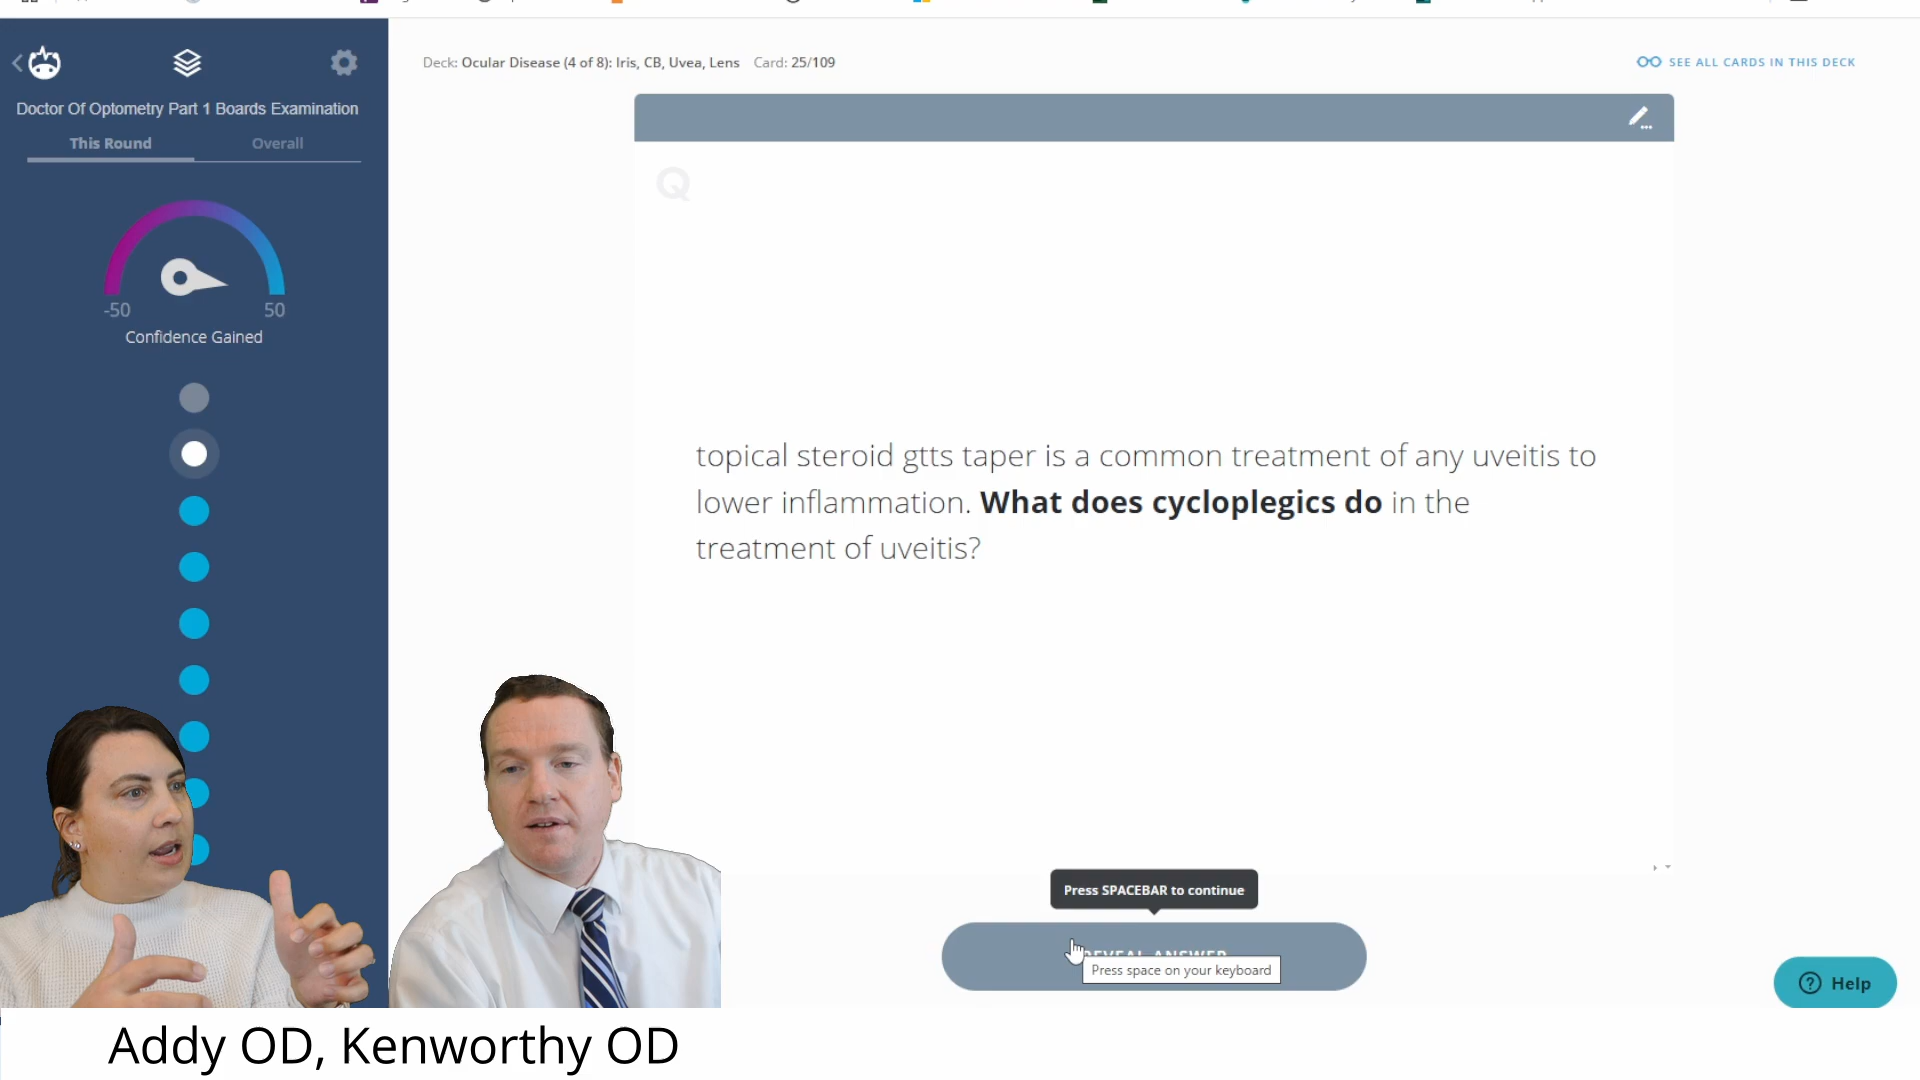 Deck: Ocular Disease (4 of 8): Iris, CB, Uvea, Lens Card: 25/109
SEE ALL CARDS IN THIS DECK
Doctor Of Optometry Part 1 Boards Examination
This Round Overall
-50 50
Confidence Gained
Q
topical steroid gtts taper is a common treatment of any uveitis to
lower inflammation. What does cycloplegics do in the
treatment of uveitis?
Press SPACEBAR to continue
REVEAL ANSWER
Press space on your keyboard
Help
Addy OD, Kenworthy OD